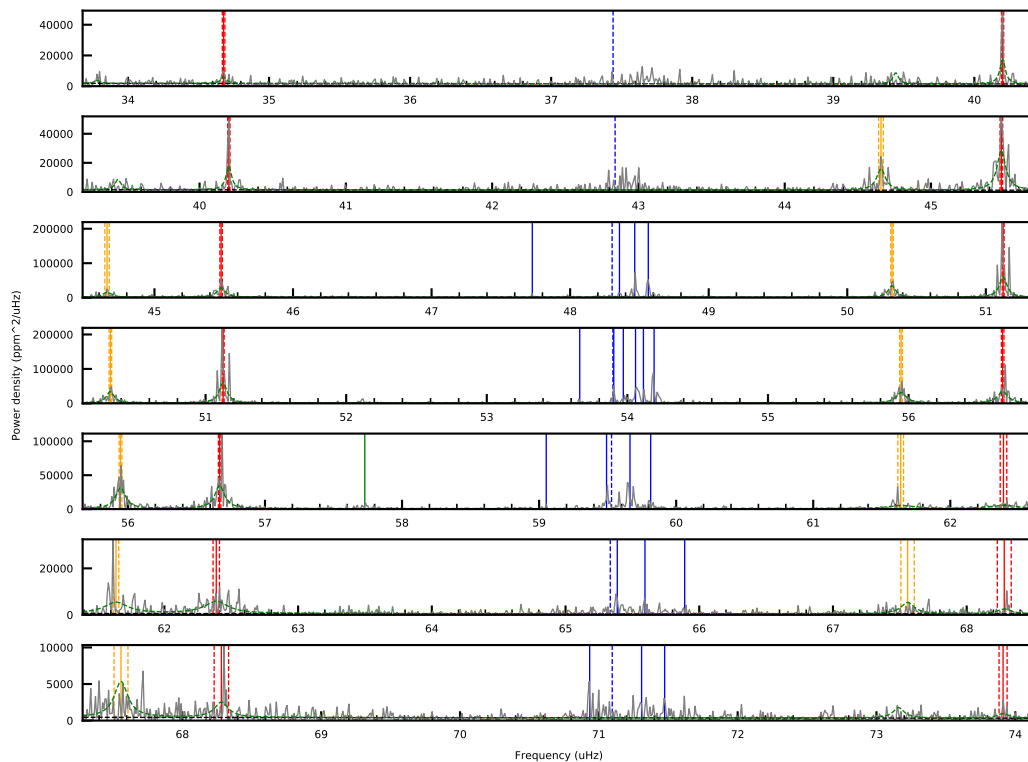 40000
20000
0
34 35 36 37 38 39 40
40000
20000
0
40 41 42 43 44 45
200000
100000
0
45 46 47 48 49 50 51
Power density (ppm^2/uHz)
200000
100000
0
51 52 53 54 55 56
100000
50000
0
56 57 58 59 60 61 62
20000
0
62 63 64 65 66 67 68
10000
5000
0
68 69 70 71 72 73 74
Frequency (uHz)